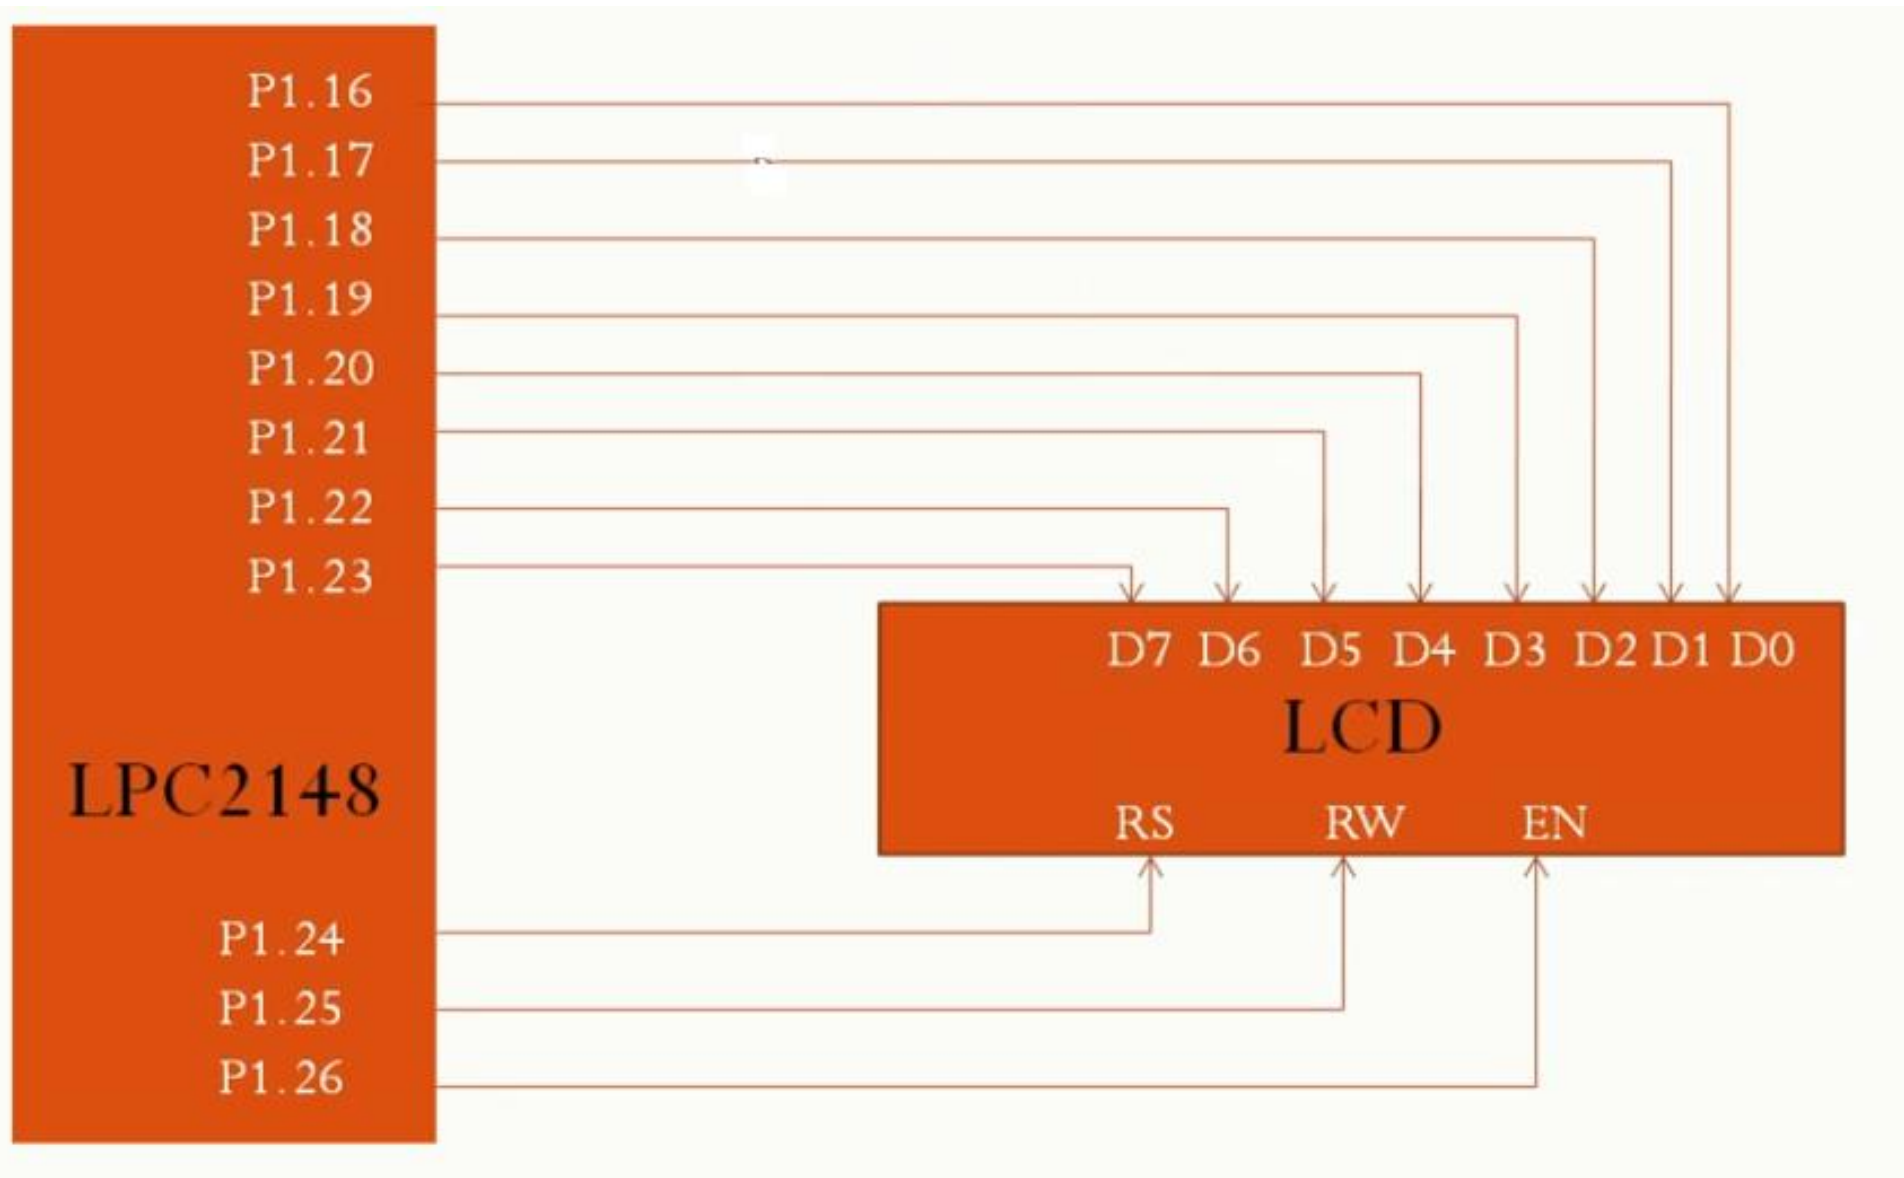 P1.16
P1.17
P1.18
P1.19
P1.20
P1.21
P1.22
P1.23
D7 D6 D5 D4 D3 D2 D1 D0
LCD
LPC2148
RS RW EN
P1.24
P1.25
P1.26